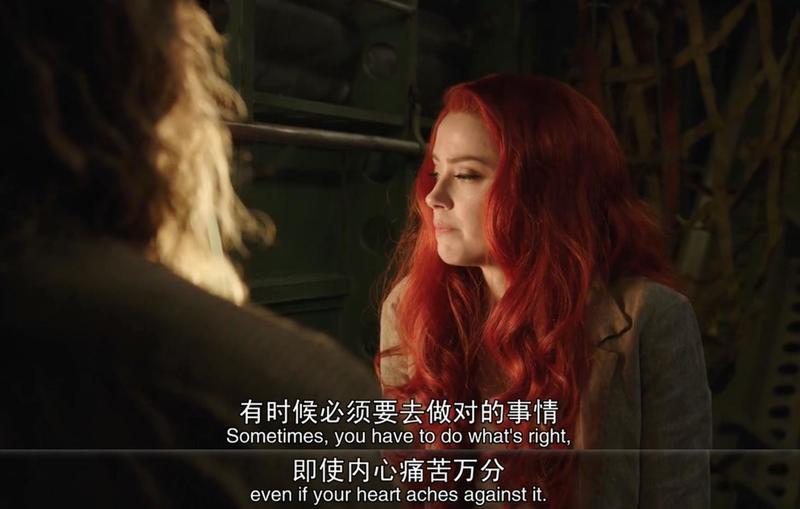 有时候必须要去做对的事情
Sometimes, you have to do what's right,
即使内心痛苦万分
even if your heart aches against it.